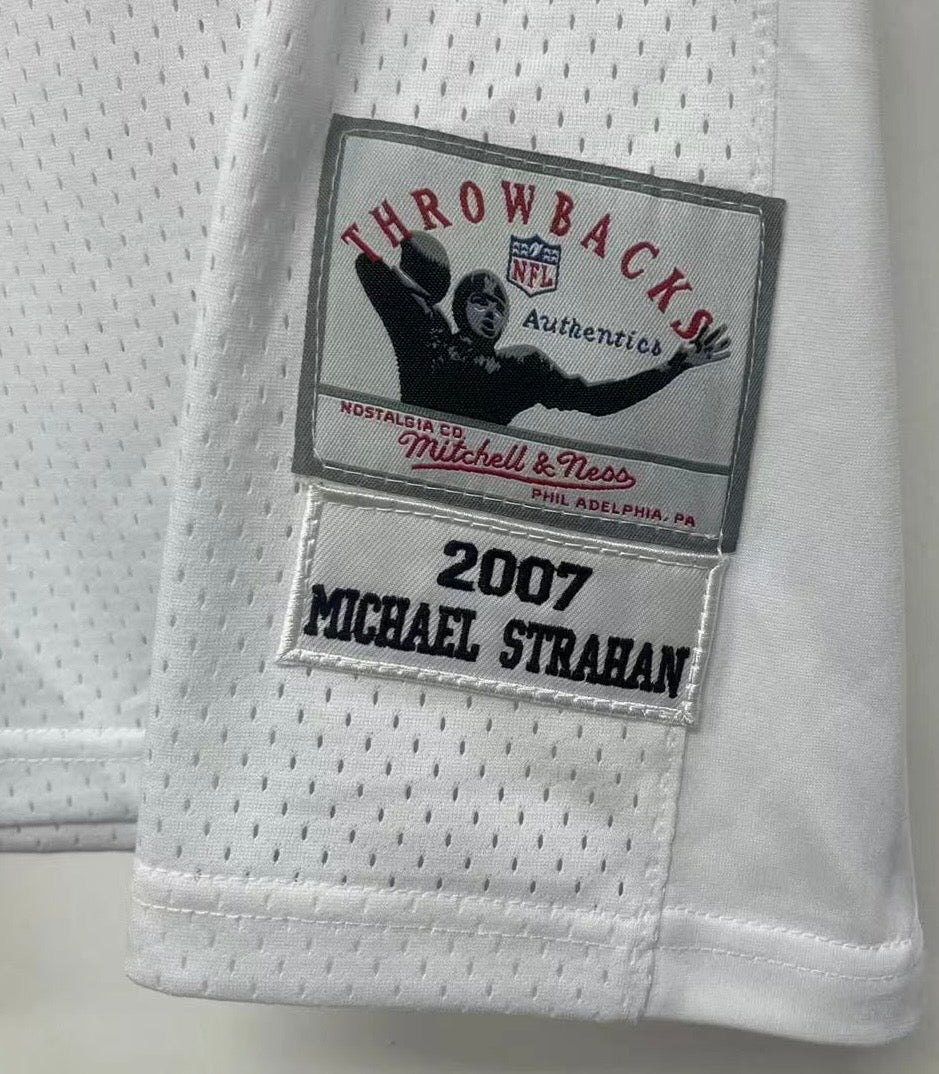 THROWBACKS
NFL
Authentics
NOSTALGIA CO.
Mitchell & Ness
PHILADELPHIA, PA
2007
MICHAEL STRAHAN